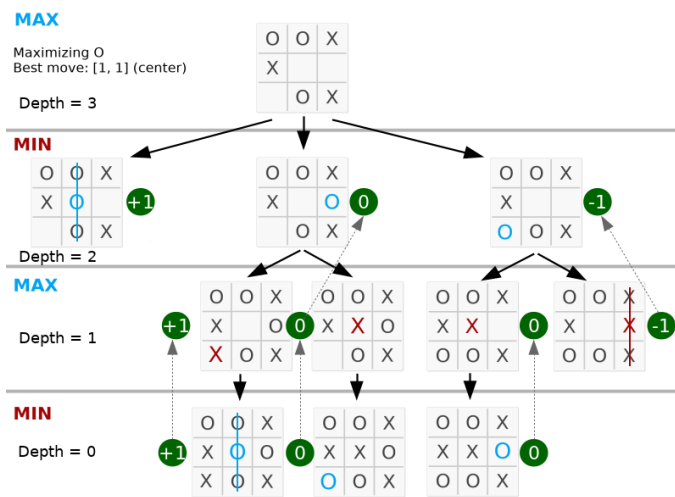 MAX
Maximizing O
Best move: [1, 1] (center)
Depth = 3
O O X
X
O X
MIN
Depth = 2
O O X
X O
O X
+1
O O X
X O
O X
0
O O X
X
O O X
-1
MAX
Depth = 1
+1
O O X
X O
X O X
0
O O X
X X O
O X
O O X
X X
O O X
0
O O X
X X
O O X
-1
MIN
Depth = 0
+1
O O X
X O O
X O X
0
O O X
X X O
O O X
O O X
X X O
O O X
0